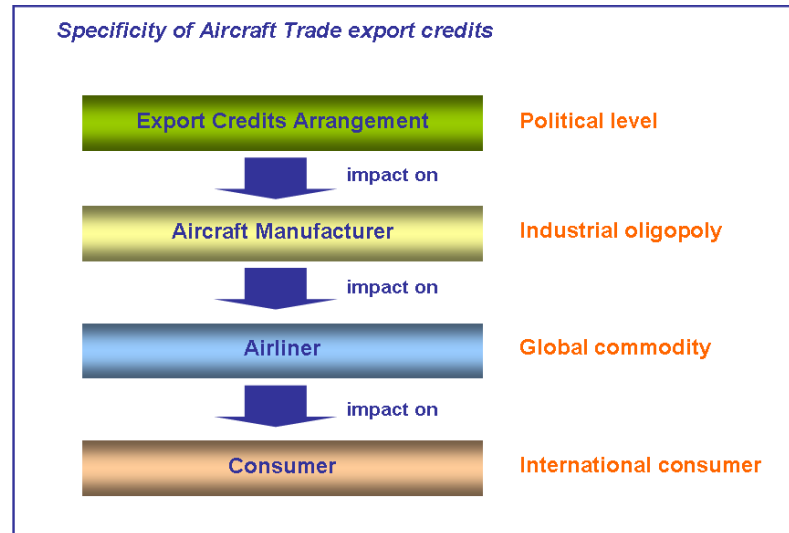 Specificity of Aircraft Trade export credits
Export Credits Arrangement
Political level
impact on
Aircraft Manufacturer
Industrial oligopoly
impact on
Airliner
Global commodity
impact on
Consumer
International consumer